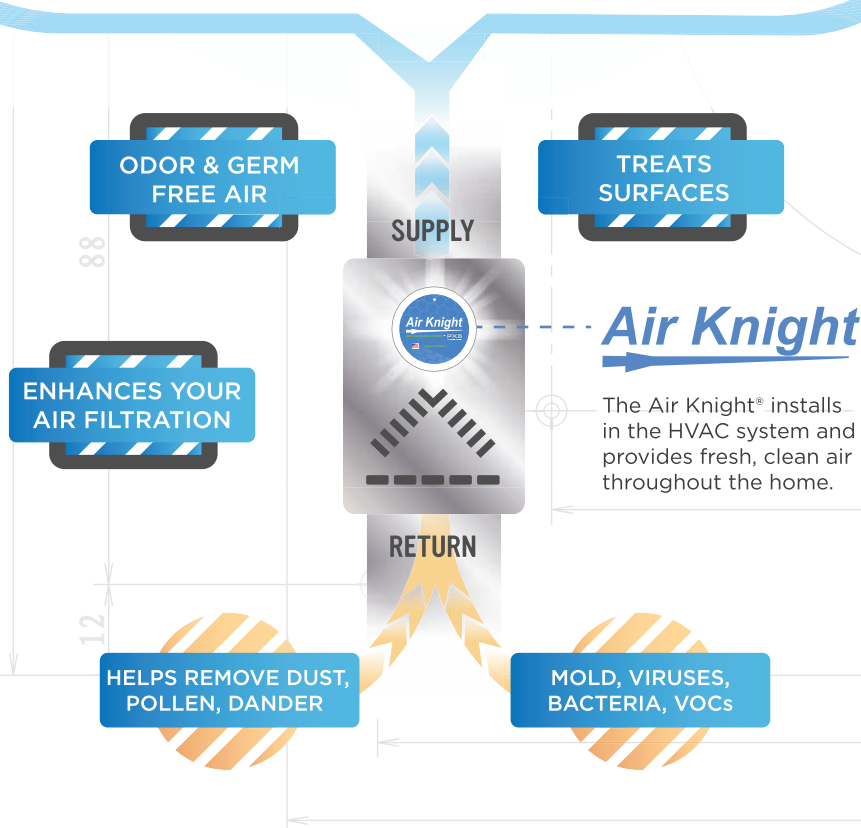 ODOR & GERM
FREE AIR
TREATS
SURFACES
SUPPLY
88
Air Knight
PX5
Air Knight
ENHANCES YOUR
AIR FILTRATION
The Air Knight® installs
in the HVAC system and
provides fresh, clean air
throughout the home.
RETURN
12
HELPS REMOVE DUST,
POLLEN, DANDER
MOLD, VIRUSES,
BACTERIA, VOCs